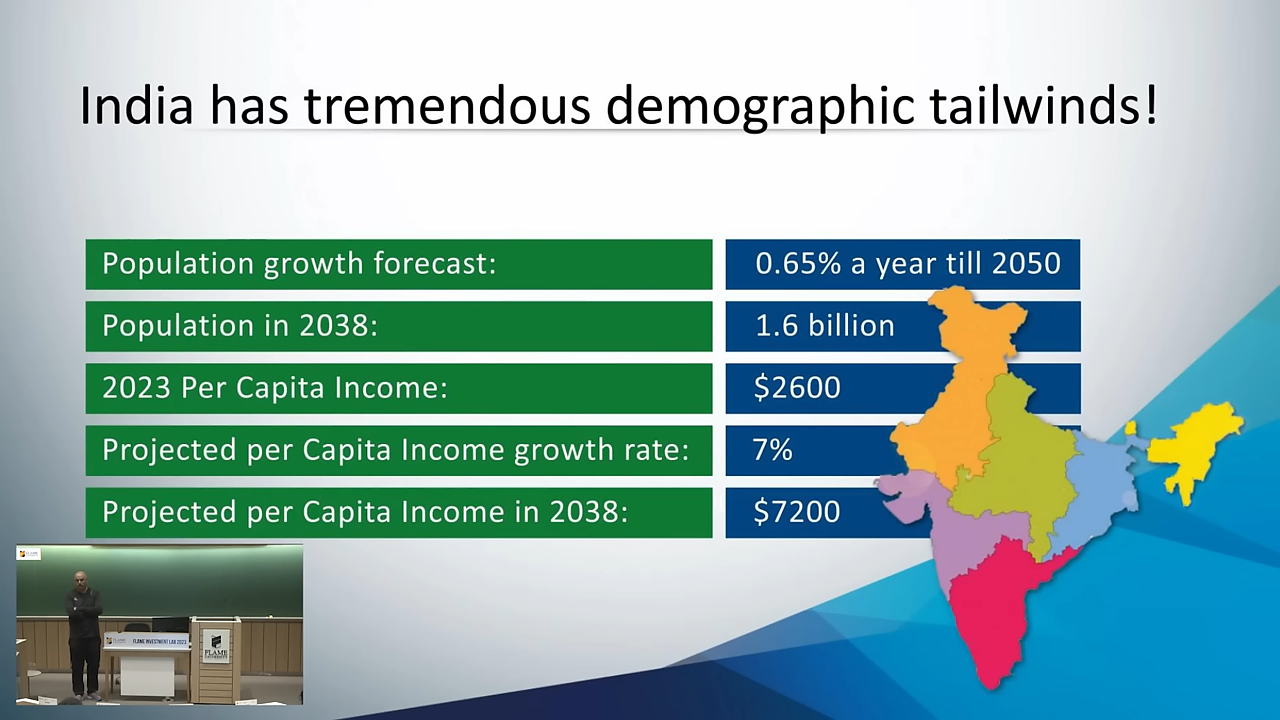 India has tremendous demographic tailwinds!
Population growth forecast: 0.65% a year till 2050
Population in 2038: 1.6 billion
2023 Per Capita Income: $2600
Projected per Capita Income growth rate: 7%
Projected per Capita Income in 2038: $7200
FLAME
FLAME INVESTMENT LAB 2023
FLAME
UNIVERSITY